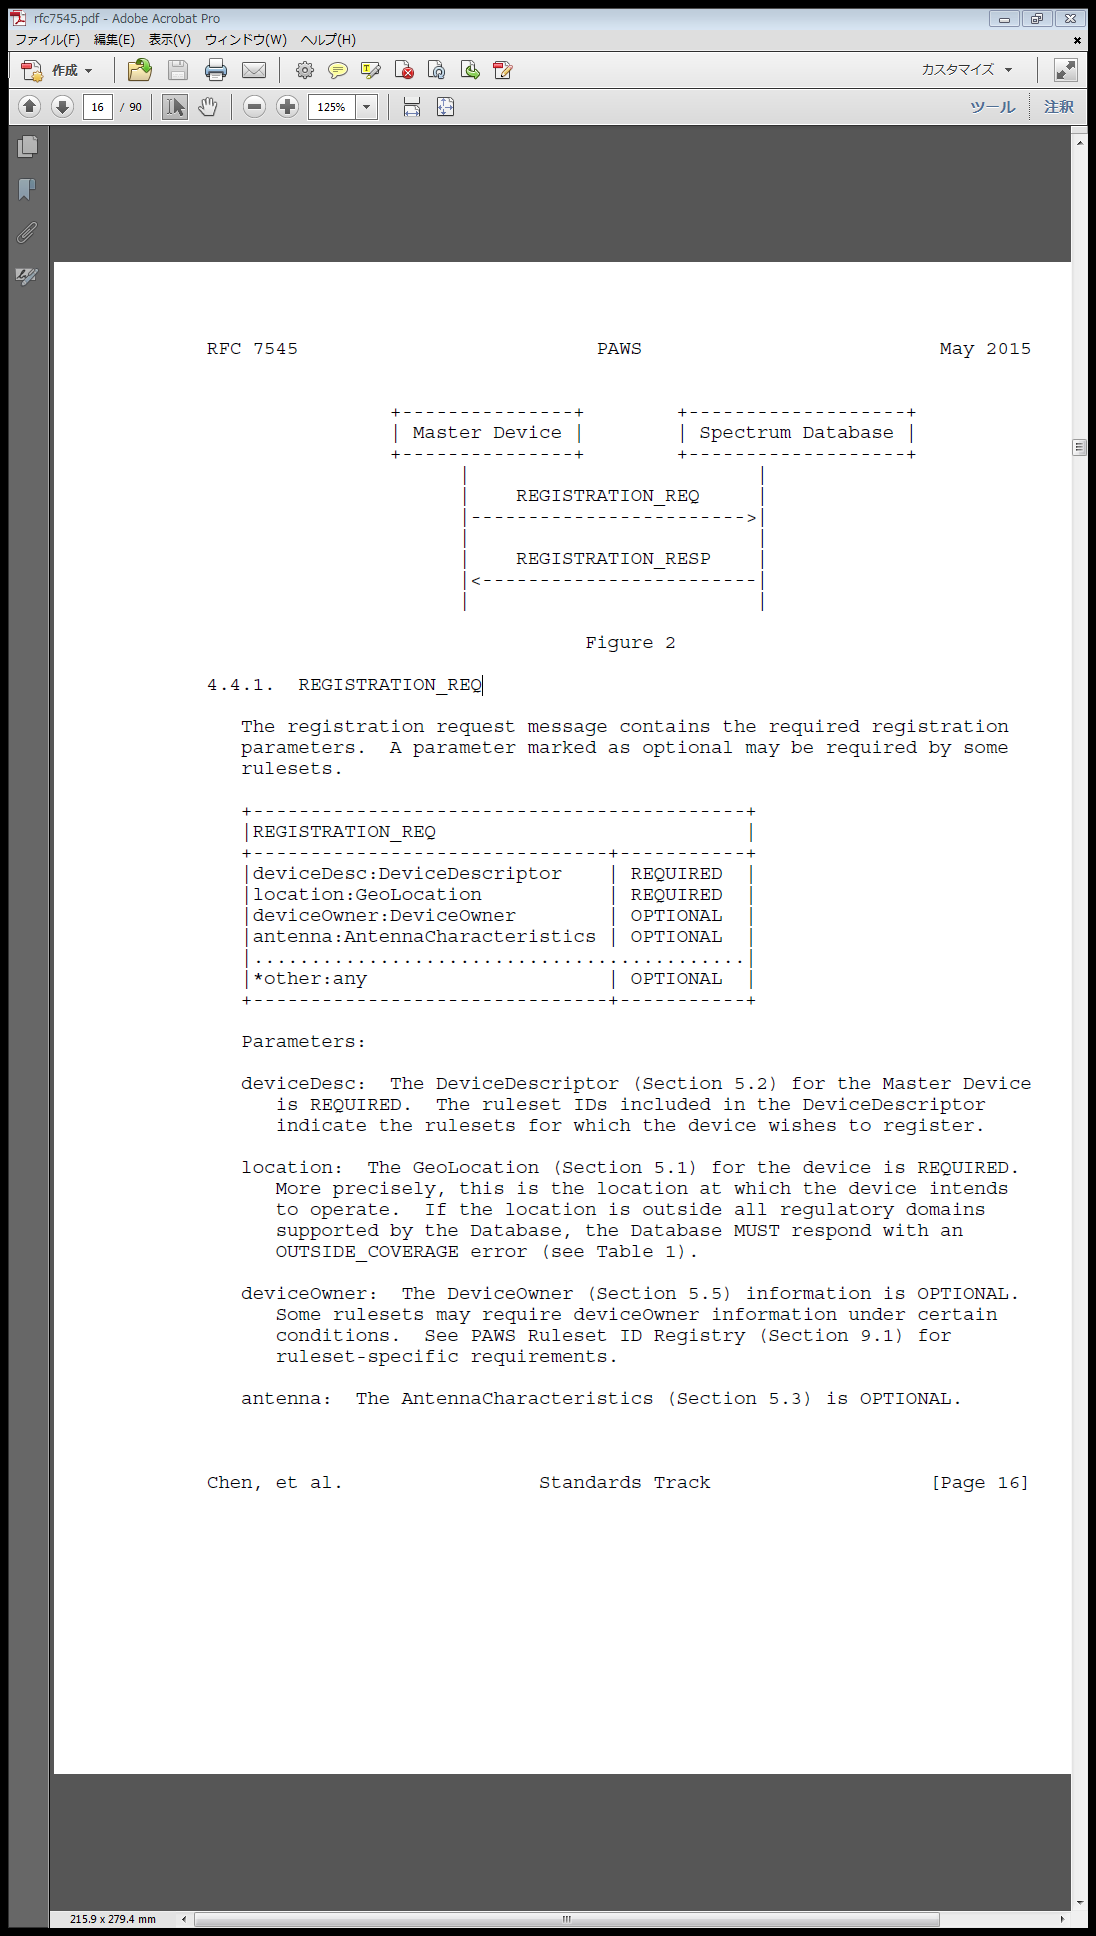 rfc7545.pdf - Adobe Acrobat Pro
ファイル(F) 編集(E) 表示(V) ウィンドウ(W) ヘルプ(H)
作成 カスタマイズ
16 / 90 125% ツール 注釈
RFC 7545 PAWS May 2015
+---------------+ +-------------------+
| Master Device | | Spectrum Database |
+---------------+ +-------------------+
| |
| REGISTRATION_REQ |
|------------------------>|
| |
| REGISTRATION_RESP |
|<------------------------|
| |
Figure 2
4.4.1. REGISTRATION_REQ
The registration request message contains the required registration
parameters. A parameter marked as optional may be required by some
rulesets.
+-------------------------------------------+
|REGISTRATION_REQ |
+-------------------------------+-----------+
|deviceDesc:DeviceDescriptor | REQUIRED |
|location:GeoLocation | REQUIRED |
|deviceOwner:DeviceOwner | OPTIONAL |
|antenna:AntennaCharacteristics | OPTIONAL |
|...........................................|
|*other:any | OPTIONAL |
+-------------------------------+-----------+
Parameters:
deviceDesc: The DeviceDescriptor (Section 5.2) for the Master Device
is REQUIRED. The ruleset IDs included in the DeviceDescriptor
indicate the rulesets for which the device wishes to register.
location: The GeoLocation (Section 5.1) for the device is REQUIRED.
More precisely, this is the location at which the device intends
to operate. If the location is outside all regulatory domains
supported by the Database, the Database MUST respond with an
OUTSIDE_COVERAGE error (see Table 1).
deviceOwner: The DeviceOwner (Section 5.5) information is OPTIONAL.
Some rulesets may require deviceOwner information under certain
conditions. See PAWS Ruleset ID Registry (Section 9.1) for
ruleset-specific requirements.
antenna: The AntennaCharacteristics (Section 5.3) is OPTIONAL.
Chen, et al. Standards Track [Page 16]
215.9 x 279.4 mm